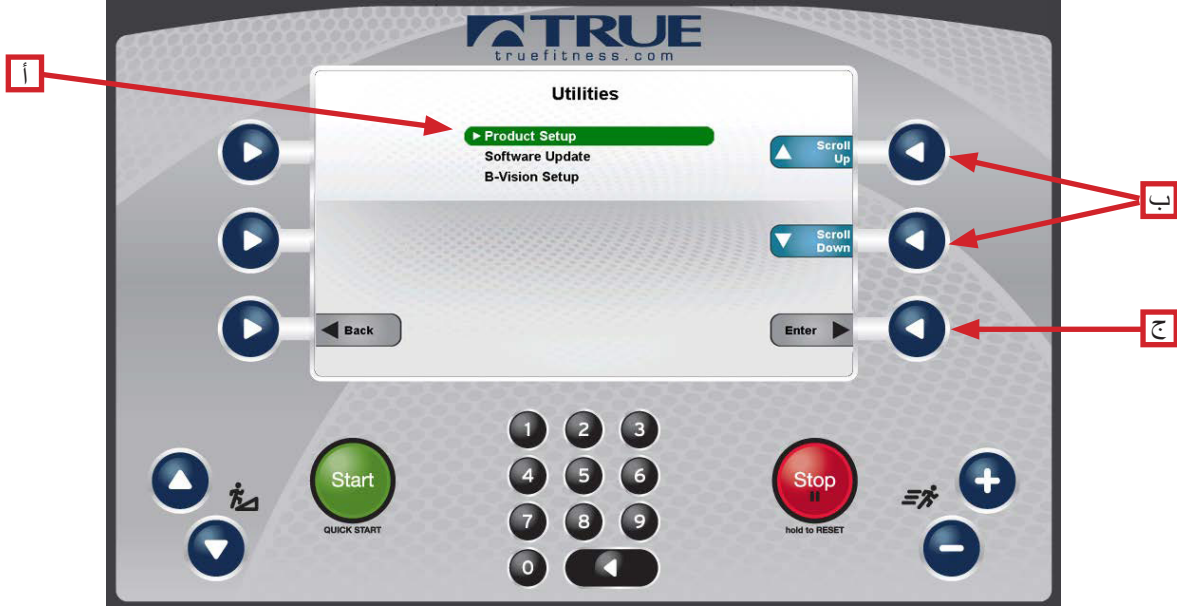 TRUE
truefitness.com
أ
Utilities
Product Setup
Software Update
B-Vision Setup
Scroll
Up
ب
Scroll
Down
Back
Enter
ج
Start
QUICK START
1 2 3
4 5 6
7 8 9
0
Stop
hold to RESET